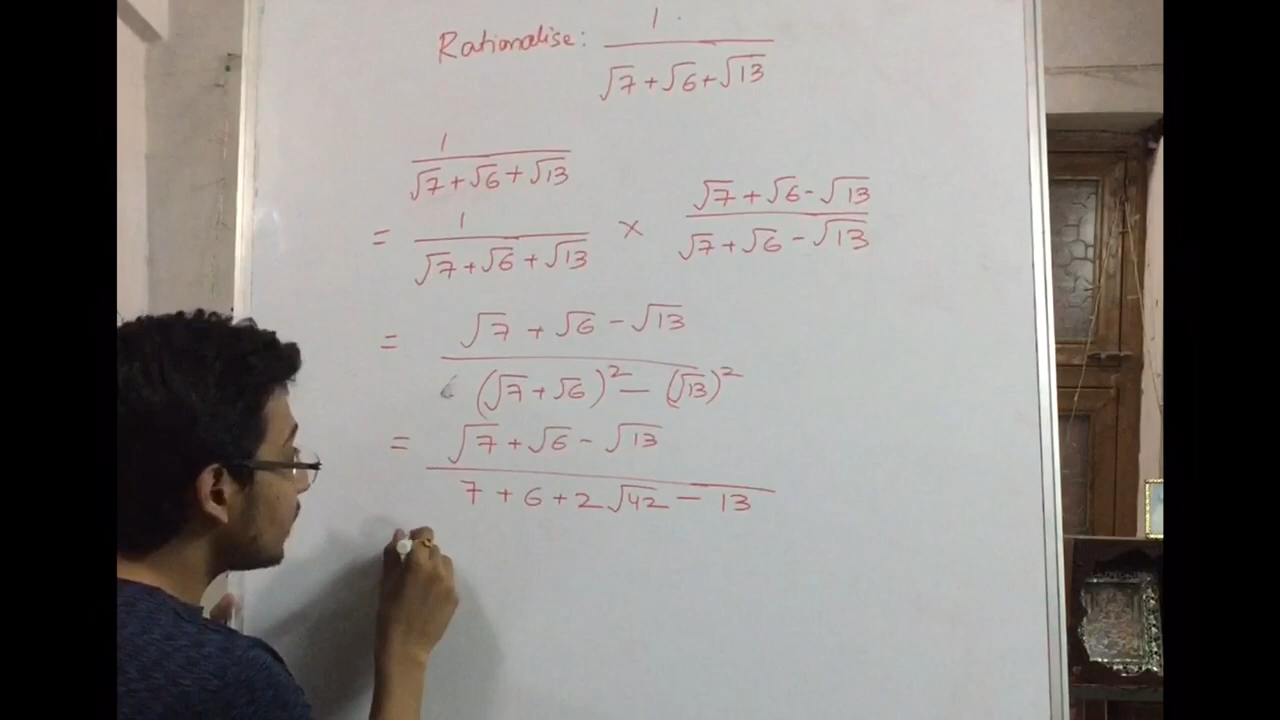 Rationalise: 1 / √7+√6+√13
1 / √7+√6+√13
= 1 / √7+√6+√13 × √7+√6-√13 / √7+√6-√13
= √7+√6-√13 / (√7+√6)² - (√13)²
= √7+√6-√13 / 7+6+2√42-13